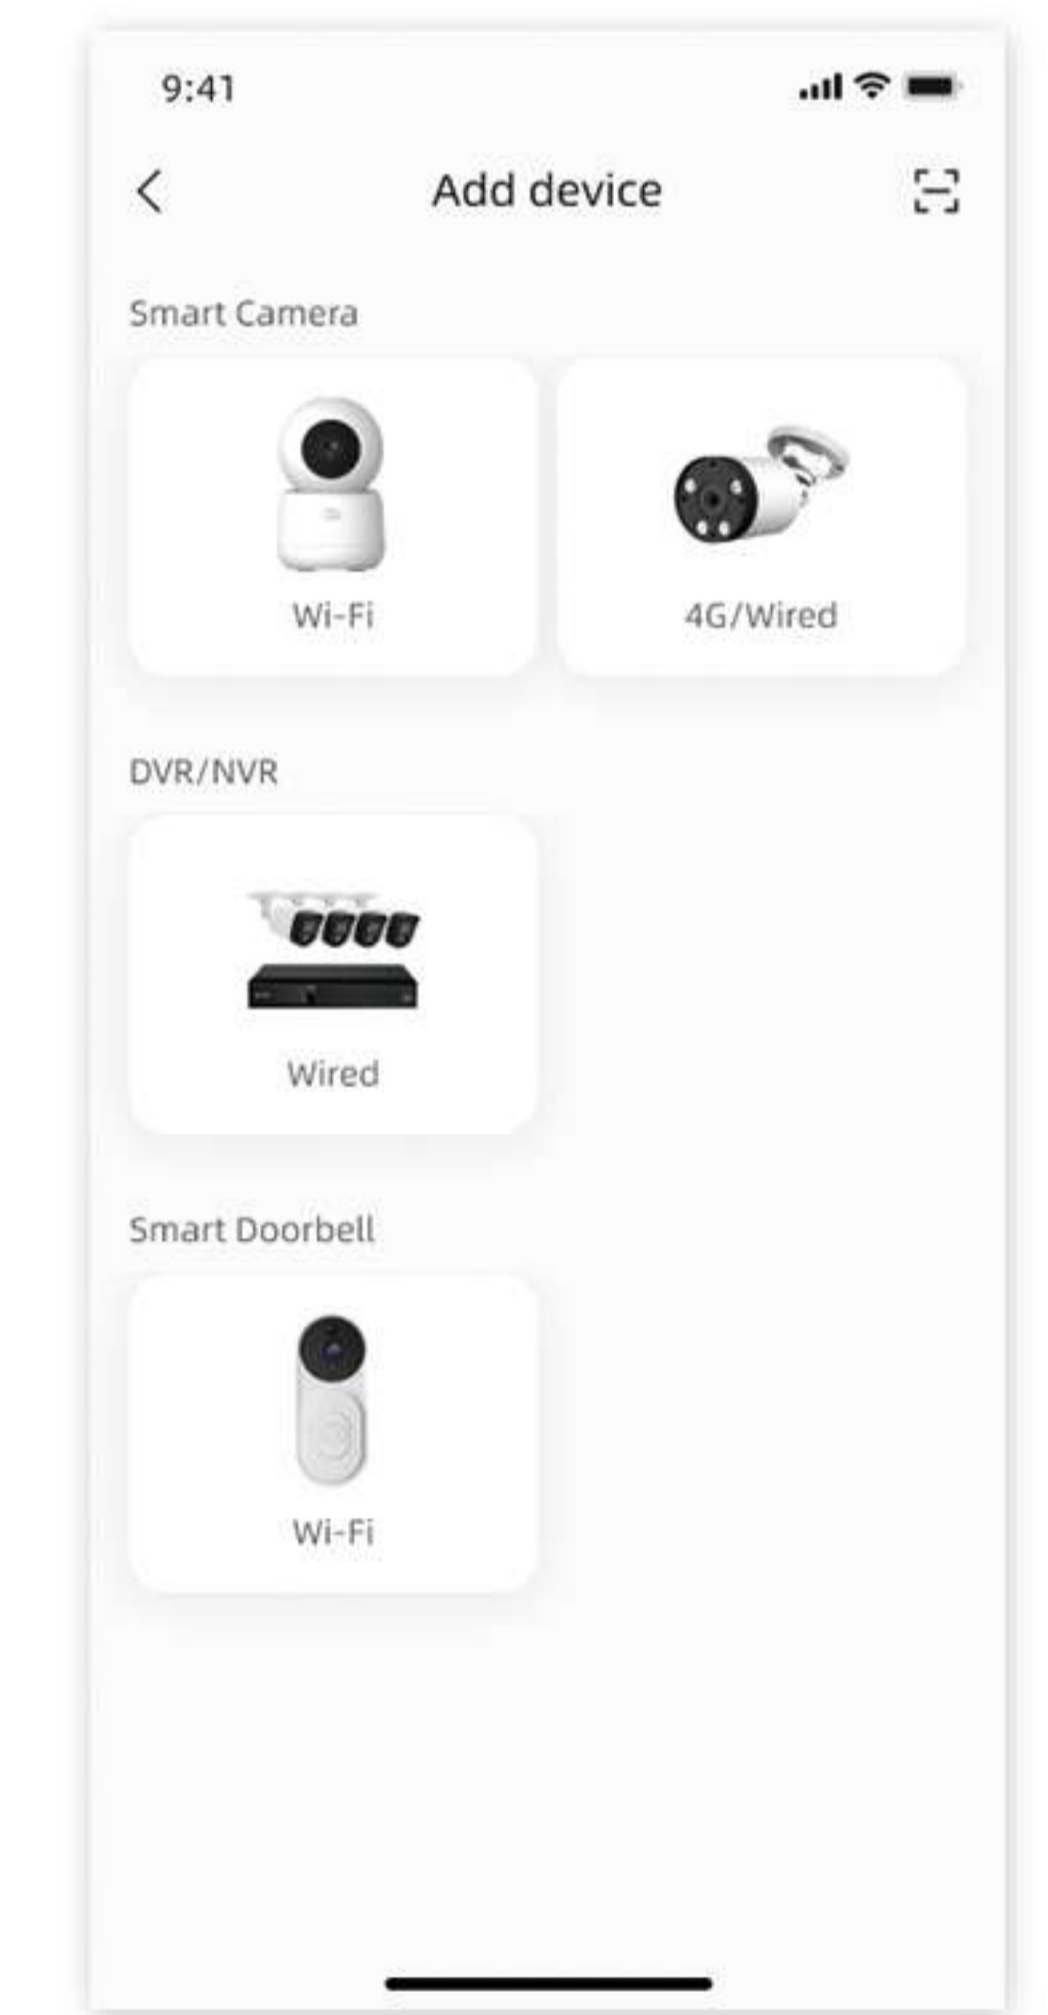 9:41
Add device
Smart Camera
Wi-Fi
4G/Wired
DVR/NVR
Wired
Smart Doorbell
Wi-Fi